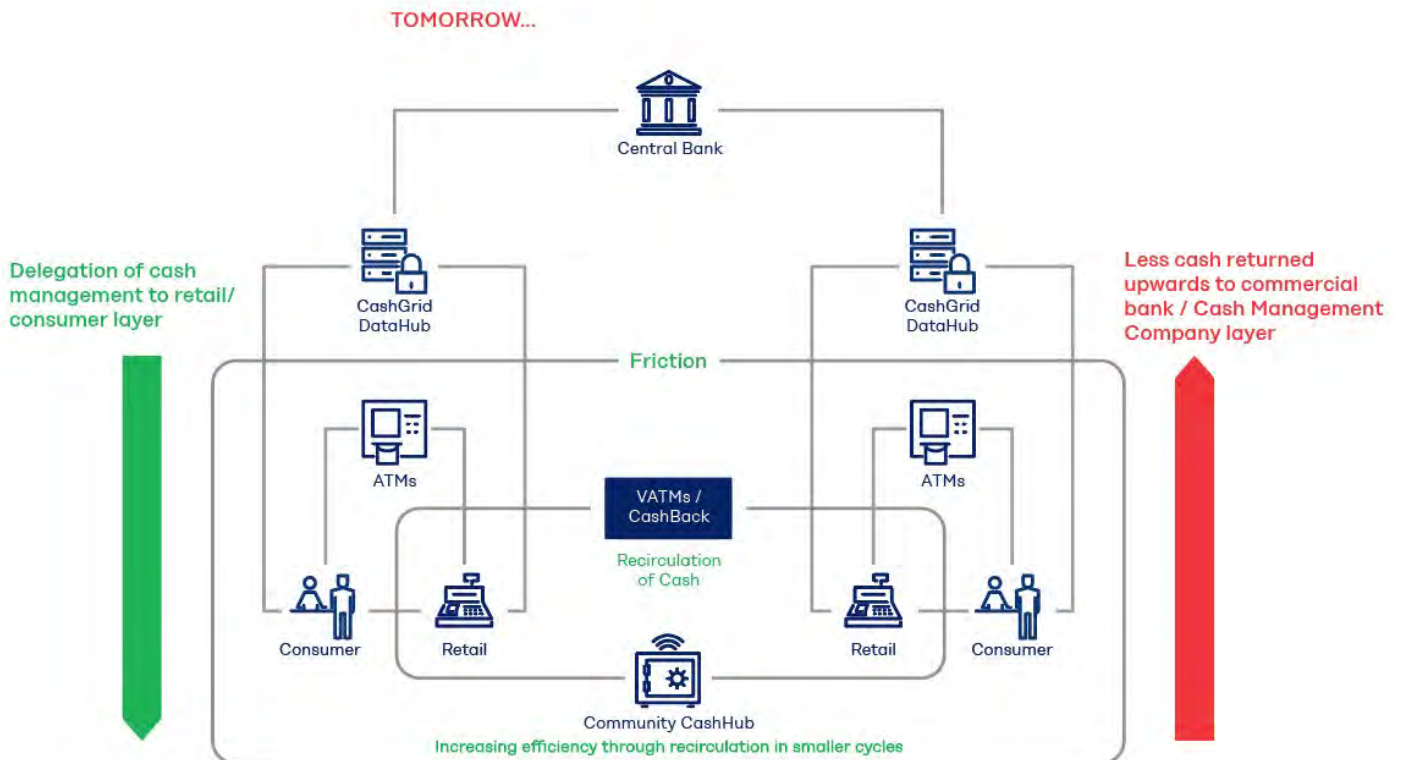 TOMORROW...
Central Bank
Delegation of cash
management to retail/
consumer layer
CashGrid
DataHub
CashGrid
DataHub
Less cash returned
upwards to commercial
bank / Cash Management
Company layer
Friction
ATMs
ATMs
VATMs /
CashBack
Recirculation
of Cash
Consumer
Retail
Retail
Consumer
Community CashHub
Increasing efficiency through recirculation in smaller cycles